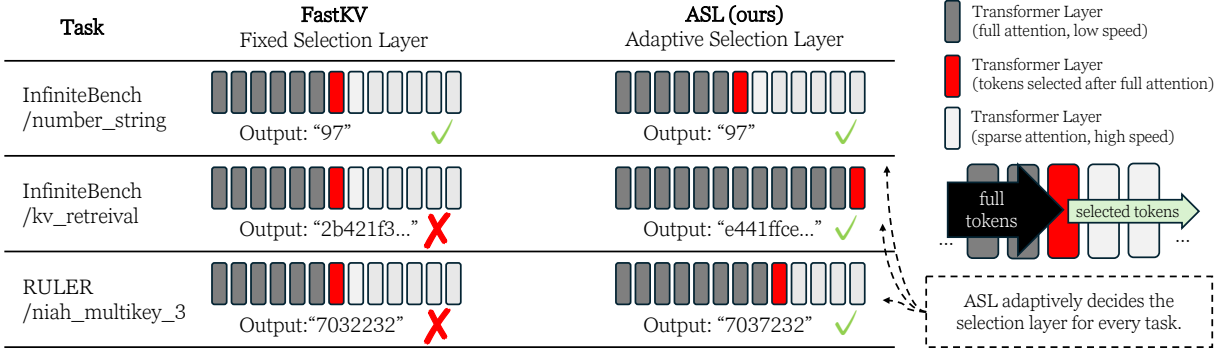 Task
FastKV
Fixed Selection Layer
ASL (ours)
Adaptive Selection Layer
InfiniteBench
/number_string
Output: “97”
Output: “97”
InfiniteBench
/kv_retreival
Output: “2b421f3...”
Output: “e441ffce...”
RULER
/niah_multikey_3
Output:“7032232”
Output: “7037232”
Transformer Layer
(full attention, low speed)
Transformer Layer
(tokens selected after full attention)
Transformer Layer
(sparse attention, high speed)
full
tokens
selected tokens
...
...
ASL adaptively decides the
selection layer for every task.